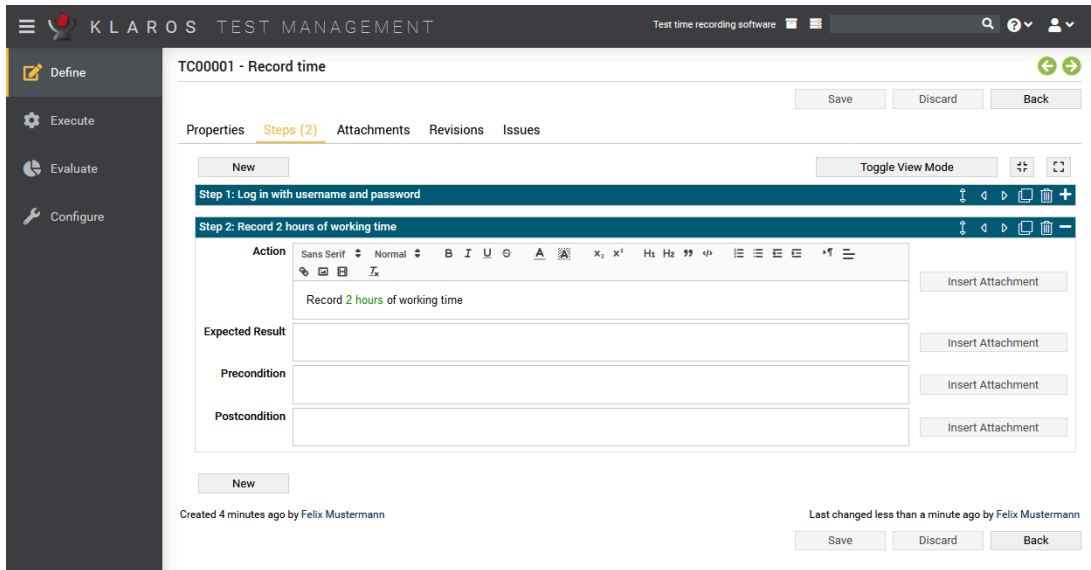 KLAROS TEST MANAGEMENT
Test time recording software
Define
Execute
Evaluate
Configure
TC00001 - Record time
Save Discard Back
Properties Steps (2) Attachments Revisions Issues
New Toggle View Mode
Step 1: Log in with username and password
Step 2: Record 2 hours of working time
Action
Sans Serif Normal B I U S A A X₂ X² H₁ H₂
Record 2 hours of working time
Insert Attachment
Expected Result
Insert Attachment
Precondition
Insert Attachment
Postcondition
Insert Attachment
New
Created 4 minutes ago by Felix Mustermann
Last changed less than a minute ago by Felix Mustermann
Save Discard Back